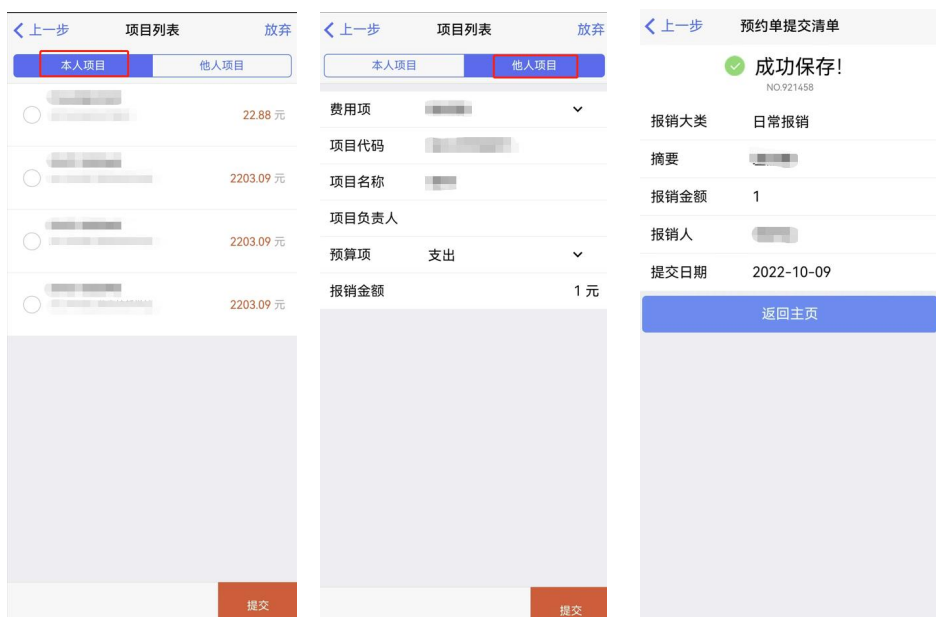 上一步 项目列表 放弃
本人项目 他人项目
22.88 元
2203.09 元
2203.09 元
2203.09 元
提交
上一步 项目列表 放弃
本人项目 他人项目
费用项
项目代码
项目名称
项目负责人
预算项 支出
报销金额 1 元
提交
上一步 预约单提交清单
成功保存!
NO.921458
报销大类 日常报销
摘要
报销金额 1
报销人
提交日期 2022-10-09
返回主页